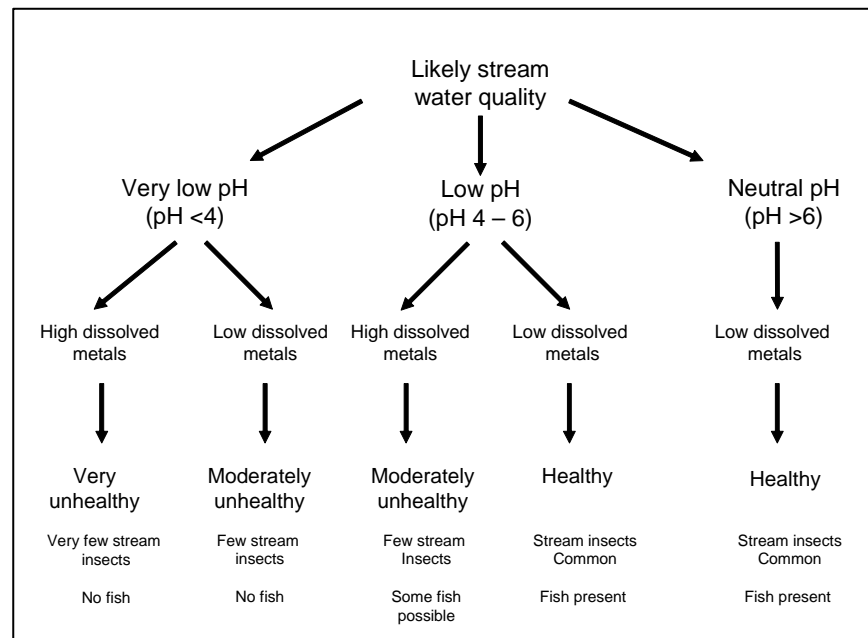 Likely stream
water quality
Very low pH
(pH <4)
Low pH
(pH 4 – 6)
Neutral pH
(pH >6)
High dissolved
metals
Low dissolved
metals
High dissolved
metals
Low dissolved
metals
Low dissolved
metals
Very
unhealthy
Moderately
unhealthy
Moderately
unhealthy
Healthy
Healthy
Very few stream
insects
Few stream
insects
Few stream
Insects
Stream insects
Common
Stream insects
Common
No fish
No fish
Some fish
possible
Fish present
Fish present